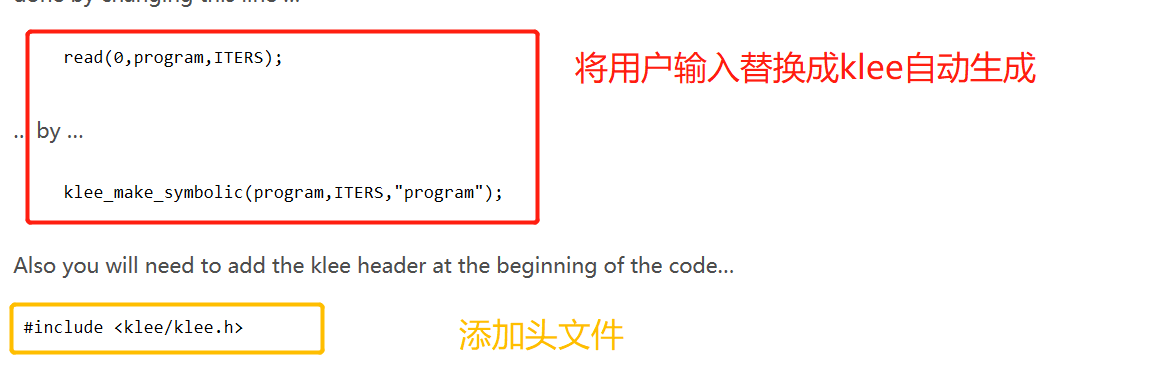 done by changing this line ...
read(0,program,ITERS);
将用户输入替换成klee自动生成
... by ...
klee_make_symbolic(program,ITERS,"program");
Also you will need to add the klee header at the beginning of the code...
#include <klee/klee.h>
添加头文件